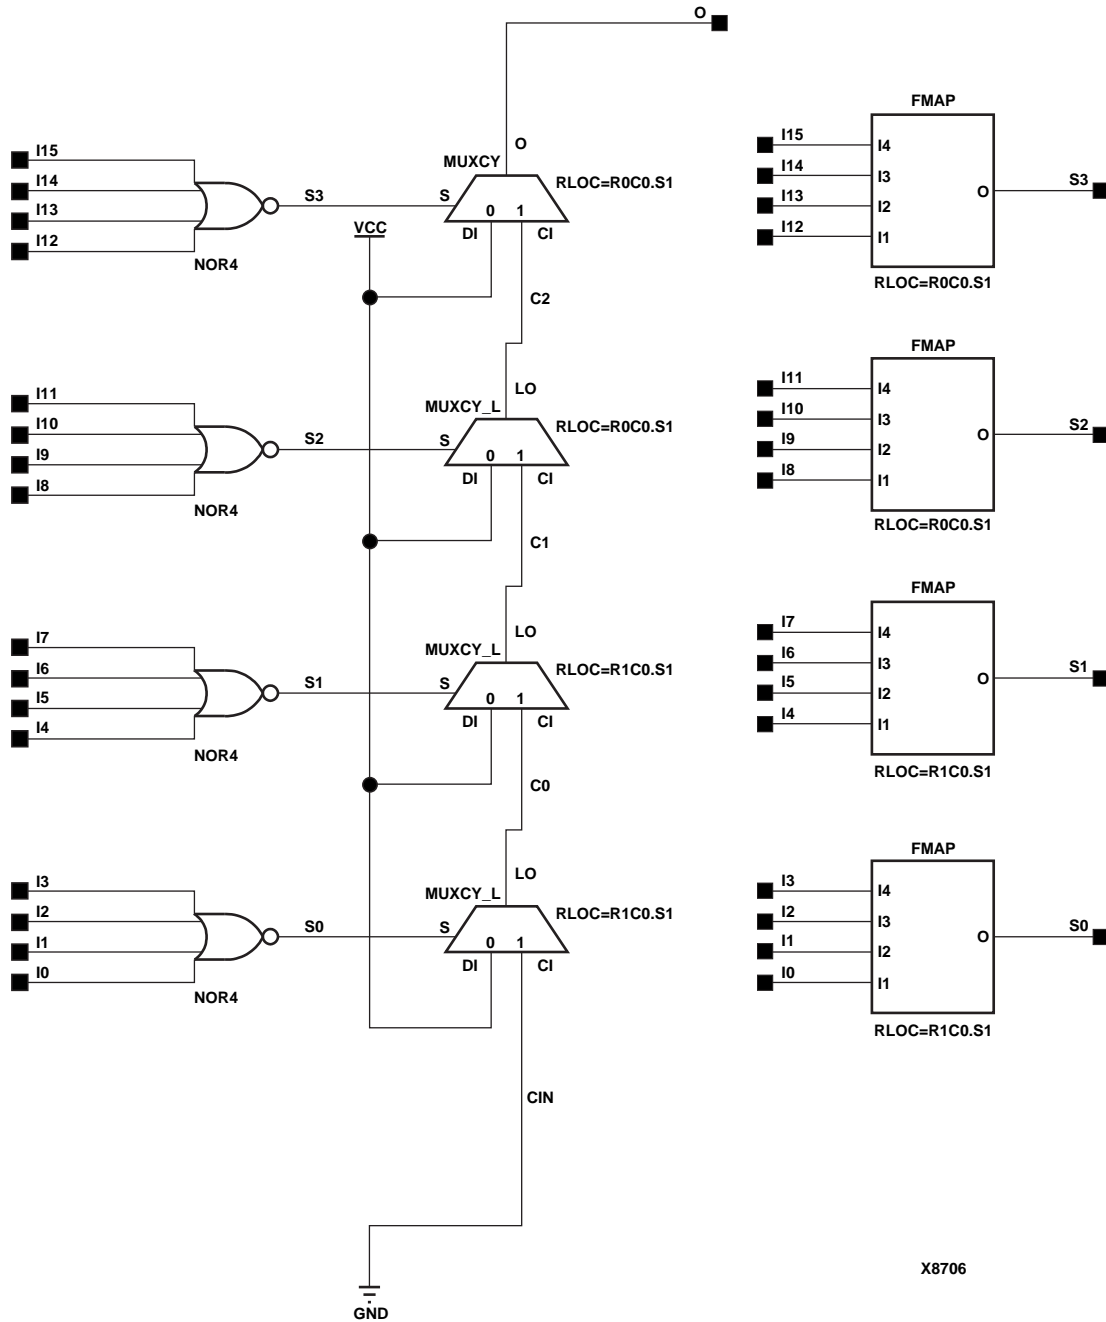 O
FMAP
I15
I14
I13
I12
NOR4
S3
VCC
MUXCY
O
RLOC=R0C0.S1
S
0 1
DI CI
C2
I15
I14
I13
I12
I4
I3
I2
I1
O
S3
RLOC=R0C0.S1
FMAP
I11
I10
I9
I8
NOR4
S2
LO
MUXCY_L
RLOC=R0C0.S1
S
0 1
DI CI
C1
I11
I10
I9
I8
I4
I3
I2
I1
O
S2
RLOC=R0C0.S1
FMAP
I7
I6
I5
I4
NOR4
S1
LO
MUXCY_L
RLOC=R1C0.S1
S
0 1
DI CI
C0
I7
I6
I5
I4
I4
I3
I2
I1
O
S1
RLOC=R1C0.S1
FMAP
I3
I2
I1
I0
NOR4
S0
LO
MUXCY_L
RLOC=R1C0.S1
S
0 1
DI CI
CIN
I3
I2
I1
I0
I4
I3
I2
I1
O
S0
RLOC=R1C0.S1
X8706
GND